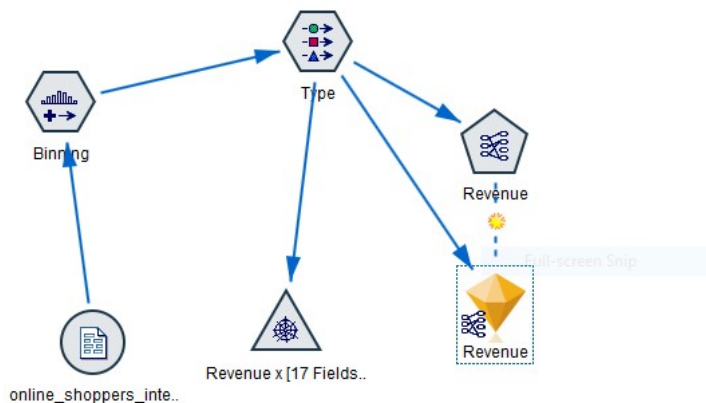 Type
Binning
Revenue
Full-screen Snip
Revenue
Revenue x [17 Fields..
online_shoppers_inte..